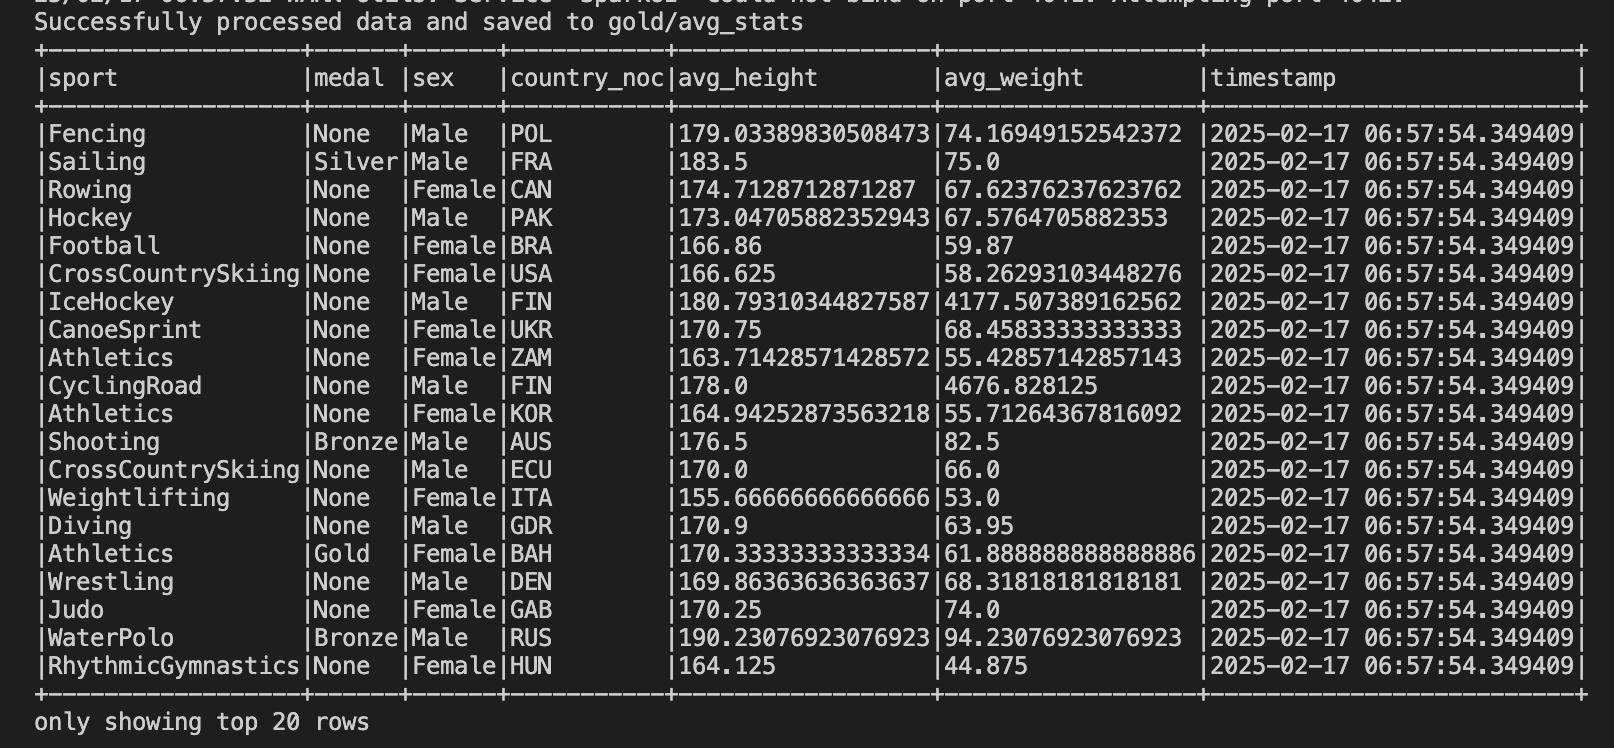 Successfully processed data and saved to gold/avg_stats
+-------------------+------+------+-----------+------------------+-----------------+--------------------------+
|sport              |medal |sex   |country_noc|avg_height        |avg_weight        |timestamp                 |
+-------------------+------+------+-----------+------------------+-----------------+--------------------------+
|Fencing            |None  |Male  |POL        |179.03389830508473|74.16949152542372 |2025-02-17 06:57:54.349409|
|Sailing            |Silver|Male  |FRA        |183.5             |75.0              |2025-02-17 06:57:54.349409|
|Rowing             |None  |Female|CAN        |174.7128712871287 |67.62376237623762 |2025-02-17 06:57:54.349409|
|Hockey             |None  |Male  |PAK        |173.04705882352943|67.5764705882353  |2025-02-17 06:57:54.349409|
|Football           |None  |Female|BRA        |166.86            |59.87             |2025-02-17 06:57:54.349409|
|CrossCountrySkiing|None  |Female|USA        |166.625           |58.26293103448276 |2025-02-17 06:57:54.349409|
|IceHockey          |None  |Male  |FIN        |180.79310344827587|4177.507389162562 |2025-02-17 06:57:54.349409|
|CanoeSprint        |None  |Female|UKR        |170.75            |68.45833333333333 |2025-02-17 06:57:54.349409|
|Athletics          |None  |Female|ZAM        |163.71428571428572|55.42857142857143 |2025-02-17 06:57:54.349409|
|CyclingRoad        |None  |Male  |FIN        |178.0             |4676.828125       |2025-02-17 06:57:54.349409|
|Athletics          |None  |Female|KOR        |164.94252873563218|55.71264367816092 |2025-02-17 06:57:54.349409|
|Shooting           |Bronze|Male  |AUS        |176.5             |82.5              |2025-02-17 06:57:54.349409|
|CrossCountrySkiing|None  |Male  |ECU        |170.0             |66.0              |2025-02-17 06:57:54.349409|
|Weightlifting      |None  |Female|ITA        |155.66666666666666|53.0              |2025-02-17 06:57:54.349409|
|Diving             |None  |Male  |GDR        |170.9             |63.95             |2025-02-17 06:57:54.349409|
|Athletics          |Gold  |Female|BAH        |170.33333333333334|61.888888888888886|2025-02-17 06:57:54.349409|
|Wrestling          |None  |Male  |DEN        |169.86363636363637|68.31818181818181 |2025-02-17 06:57:54.349409|
|Judo               |None  |Female|GAB        |170.25            |74.0              |2025-02-17 06:57:54.349409|
|WaterPolo          |Bronze|Male  |RUS        |190.23076923076923|94.23076923076923 |2025-02-17 06:57:54.349409|
|RhythmicGymnastics|None  |Female|HUN        |164.125           |44.875            |2025-02-17 06:57:54.349409|
+-------------------+------+------+-----------+------------------+-----------------+--------------------------+
only showing top 20 rows